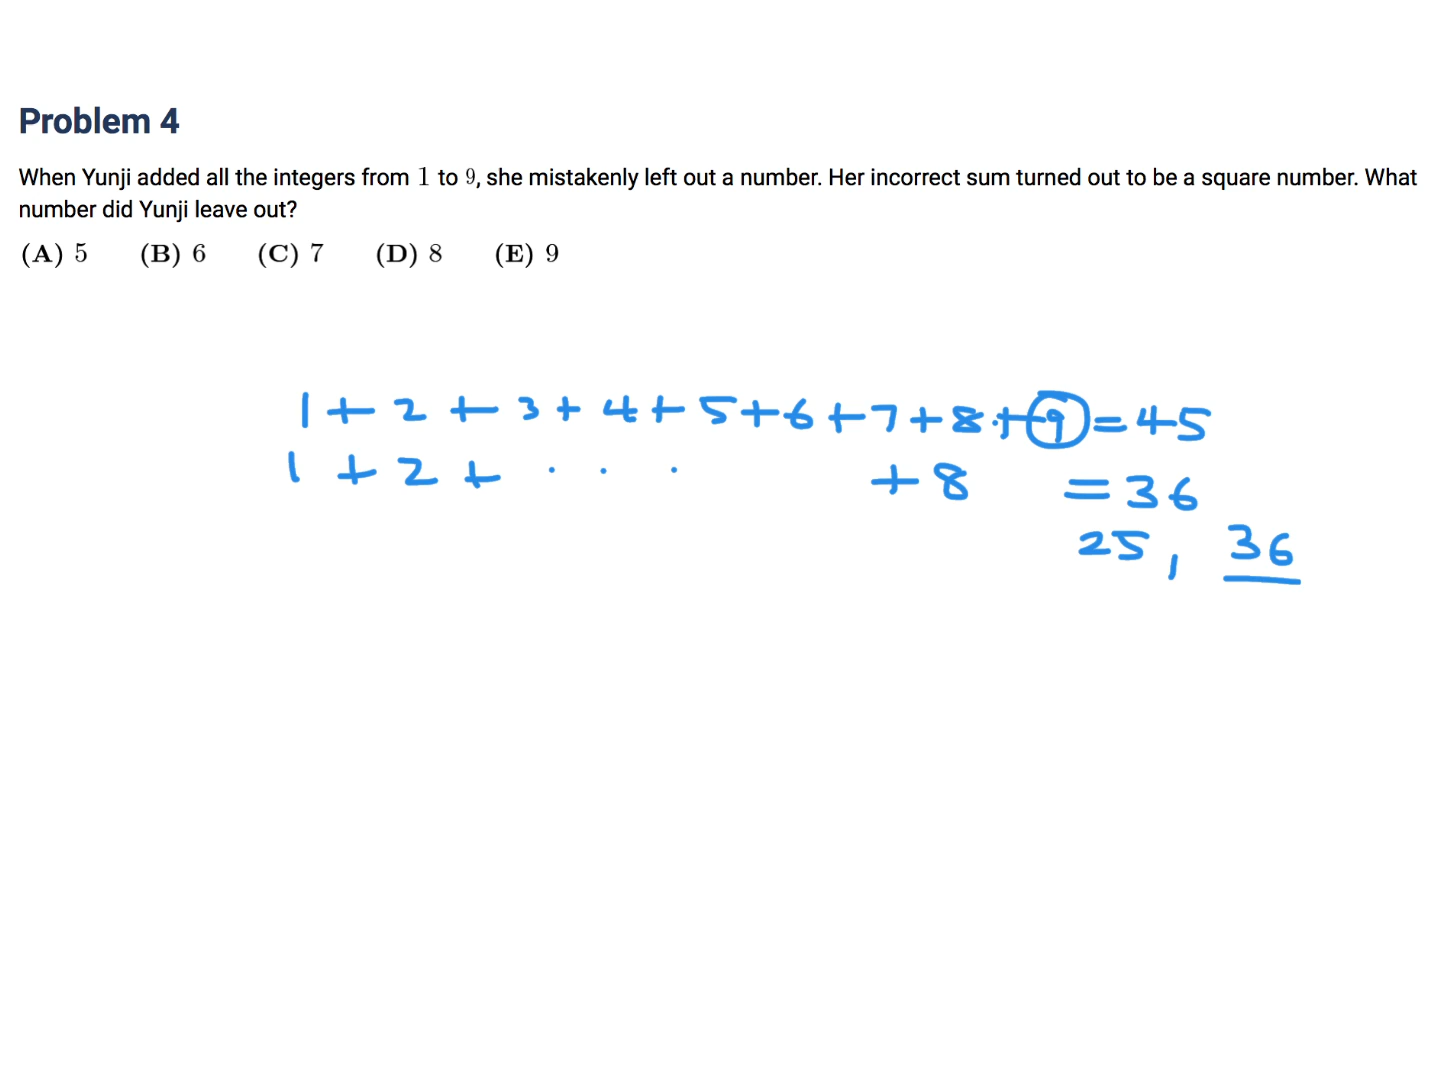 Problem 4
When Yunji added all the integers from 1 to 9, she mistakenly left out a number. Her incorrect sum turned out to be a square number. What
number did Yunji leave out?
(A) 5 (B) 6 (C) 7 (D) 8 (E) 9
1 + 2 + 3 + 4 + 5 + 6 + 7 + 8 + 9 = 45
1 + 2 + . . . + 8 = 36
25, 36